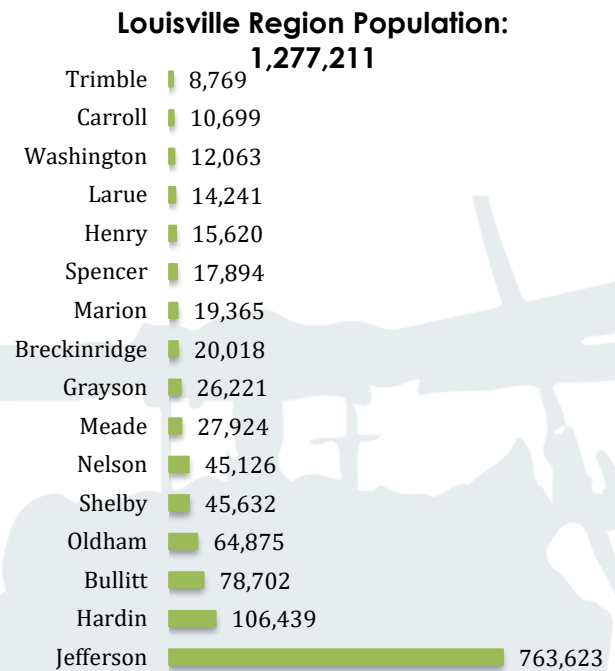 Louisville Region Population:
1,277,211
Trimble 8,769
Carroll 10,699
Washington 12,063
Larue 14,241
Henry 15,620
Spencer 17,894
Marion 19,365
Breckinridge 20,018
Grayson 26,221
Meade 27,924
Nelson 45,126
Shelby 45,632
Oldham 64,875
Bullitt 78,702
Hardin 106,439
Jefferson 763,623